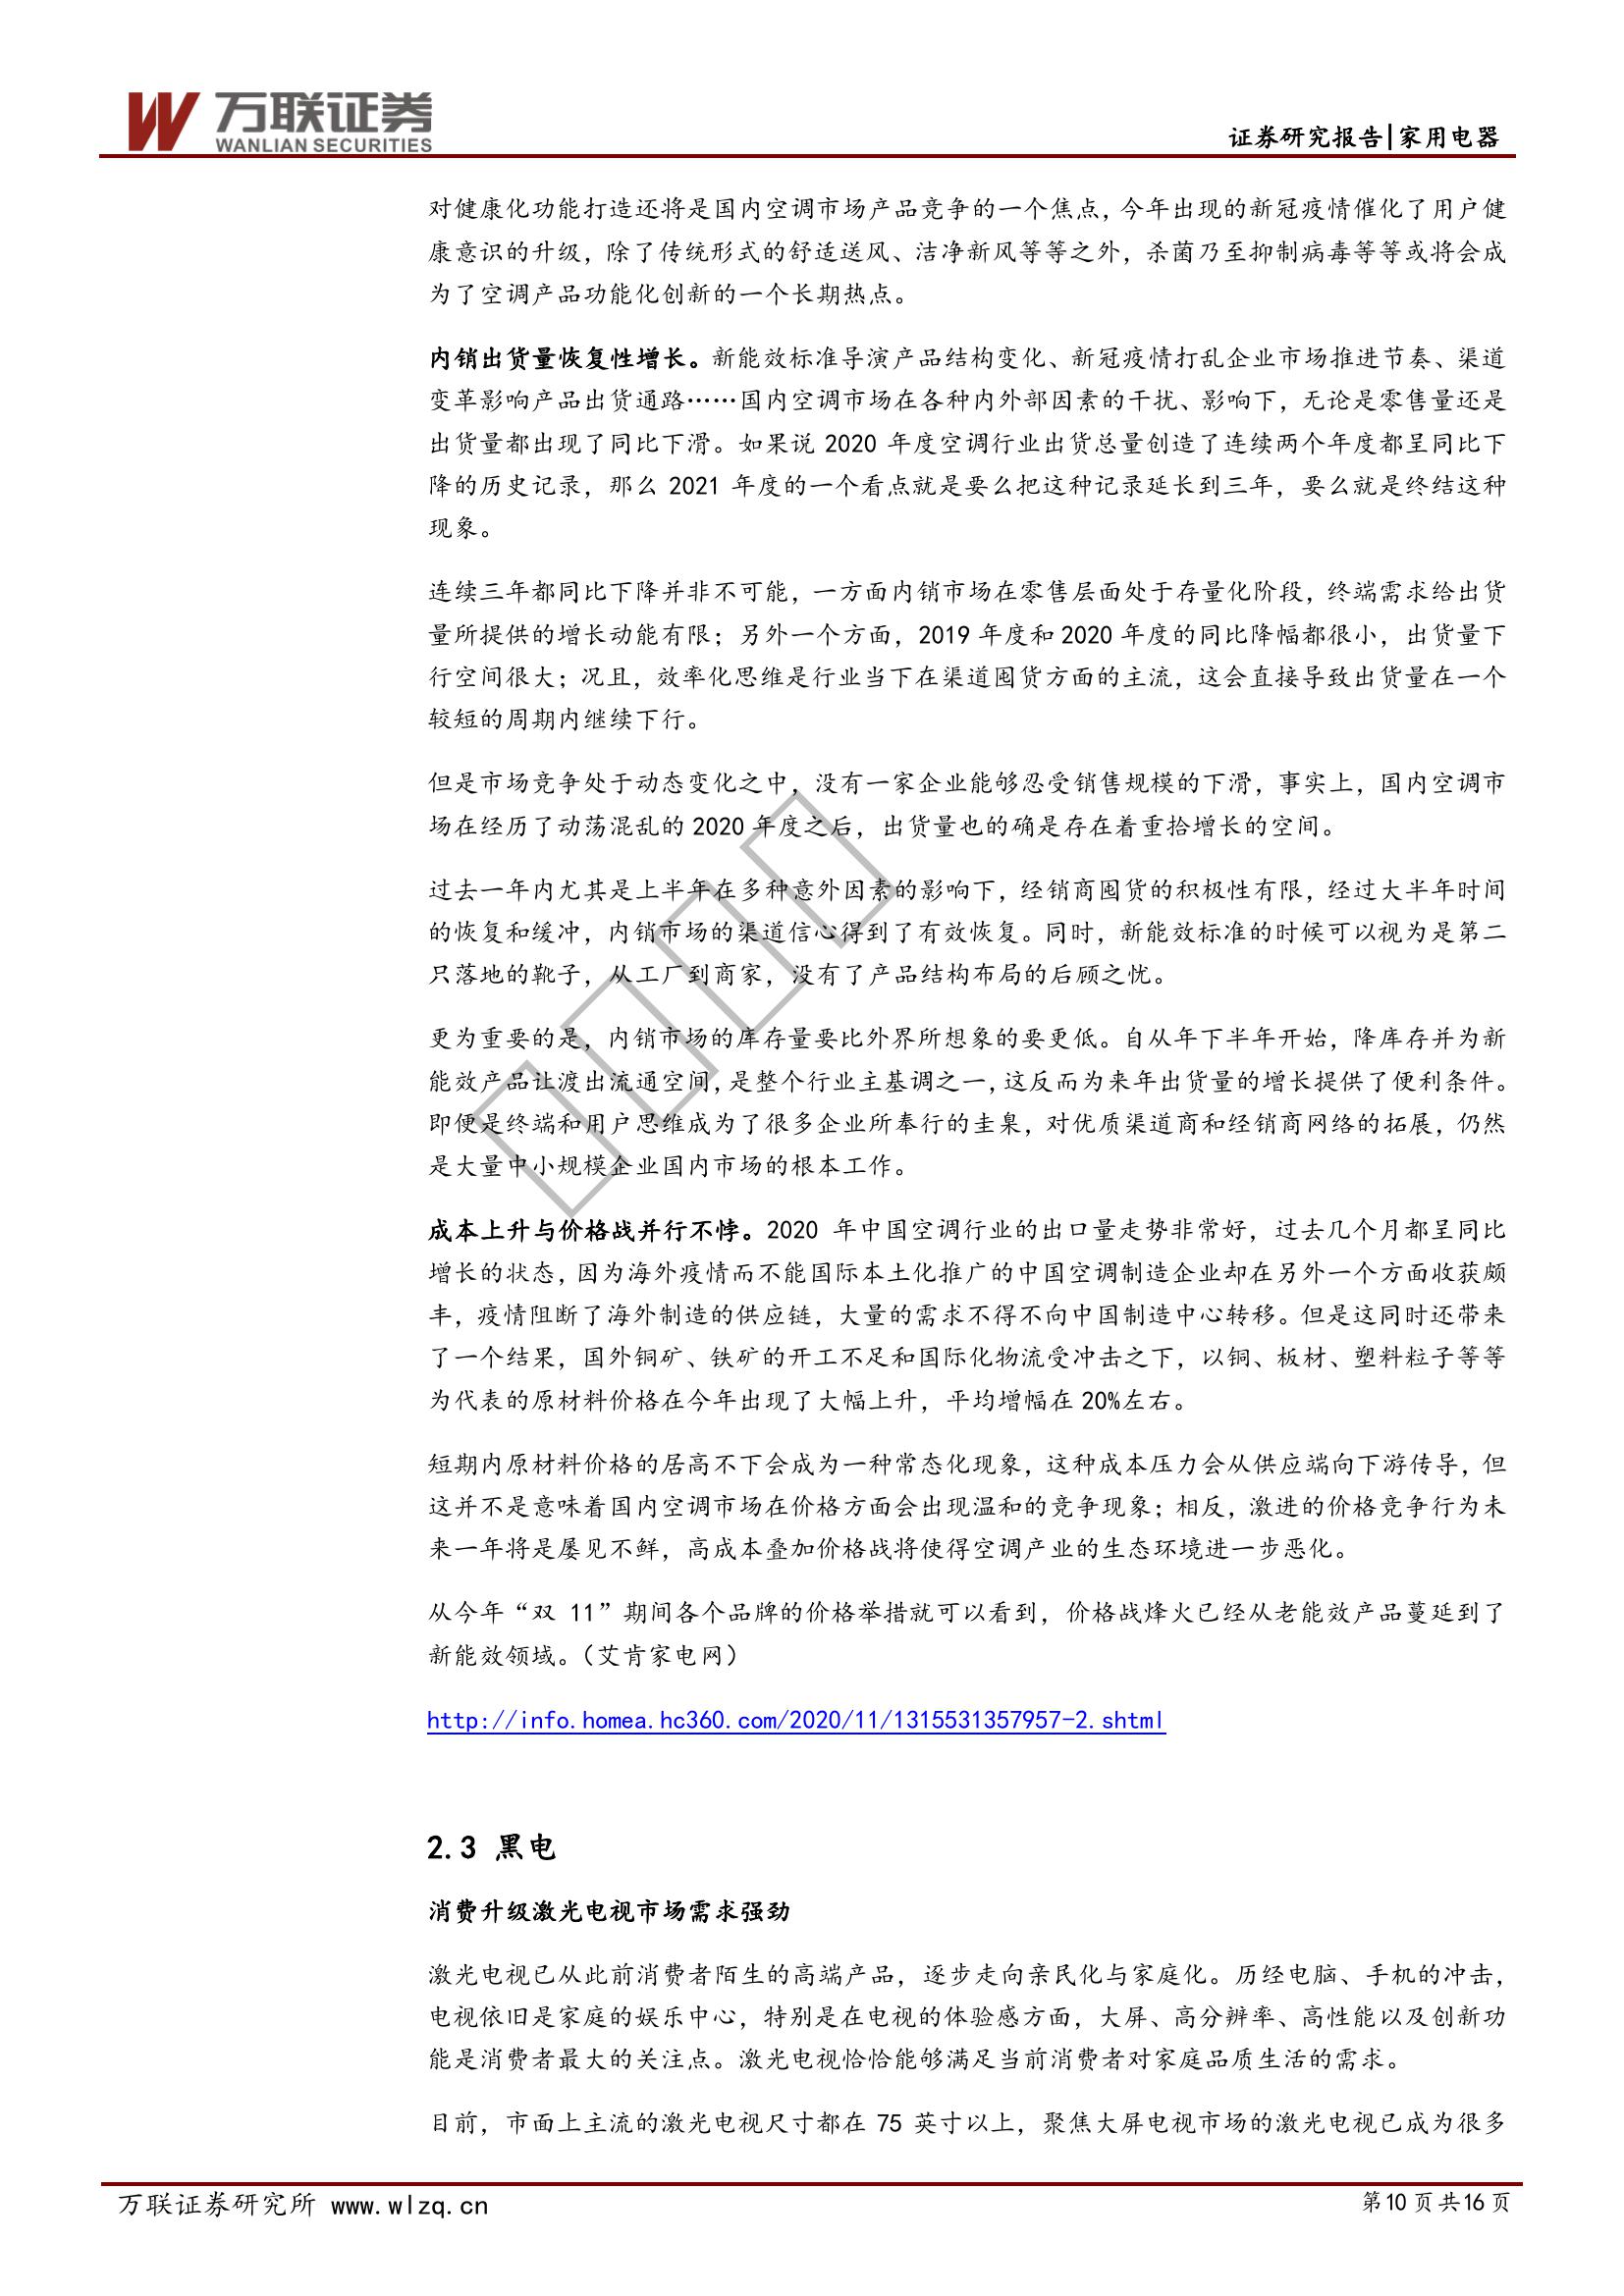 万联证券
WANLIAN SECURITIES
证券研究报告|家用电器
对健康化功能打造还将是国内空调市场产品竞争的一个焦点，今年出现的新冠疫情催化了用户健
康意识的升级，除了传统形式的舒适送风、洁净新风等等之外，杀菌乃至抑制病毒等等或将会成
为了空调产品功能化创新的一个长期热点。
内销出货量恢复性增长。新能效标准导演产品结构变化、新冠疫情打乱企业市场推进节奏、渠道
变革影响产品出货通路……国内空调市场在各种内外部因素的干扰、影响下，无论是零售量还是
出货量都出现了同比下滑。如果说 2020 年度空调行业出货总量创造了连续两个年度都呈同比下
降的历史记录，那么 2021 年度的一个看点就是要么把这种记录延长到三年，要么就是终结这种
现象。
连续三年都同比下降并非不可能，一方面内销市场在零售层面处于存量化阶段，终端需求给出货
量所提供的增长动能有限；另外一个方面，2019 年度和 2020 年度的同比降幅都很小，出货量下
行空间很大；况且，效率化思维是行业当下在渠道囤货方面的主流，这会直接导致出货量在一个
较短的周期内继续下行。
但是市场竞争处于动态变化之中，没有一家企业能够忍受销售规模的下滑，事实上，国内空调市
场在经历了动荡混乱的 2020 年度之后，出货量也的确是存在着重拾增长的空间。
过去一年内尤其是上半年在多种意外因素的影响下，经销商囤货的积极性有限，经过大半年时间
的恢复和缓冲，内销市场的渠道信心得到了有效恢复。同时，新能效标准的时候可以视为是第二
只落地的靴子，从工厂到商家，没有了产品结构布局的后顾之忧。
更为重要的是，内销市场的库存量要比外界所想象的要更低。自从年下半年开始，降库存并为新
能效产品让渡出流通空间，是整个行业主基调之一，这反而为来年出货量的增长提供了便利条件。
即便是终端和用户思维成为了很多企业所奉行的圭臬，对优质渠道商和经销商网络的拓展，仍然
是大量中小规模企业国内市场的根本工作。
成本上升与价格战并行不悖。2020 年中国空调行业的出口量走势非常好，过去几个月都呈同比
增长的状态，因为海外疫情而不能国际本土化推广的中国空调制造企业却在另外一个方面收获颇
丰，疫情阻断了海外制造的供应链，大量的需求不得不向中国制造中心转移。但是这同时还带来
了一个结果，国外铜矿、铁矿的开工不足和国际化物流受冲击之下，以铜、板材、塑料粒子等等
为代表的原材料价格在今年出现了大幅上升，平均增幅在 20%左右。
短期内原材料价格的居高不下会成为一种常态化现象，这种成本压力会从供应端向下游传导，但
这并不是意味着国内空调市场在价格方面会出现温和的竞争现象；相反，激进的价格竞争行为未
来一年将是屡见不鲜，高成本叠加价格战将使得空调产业的生态环境进一步恶化。
从今年“双 11”期间各个品牌的价格举措就可以看到，价格战烽火已经从老能效产品蔓延到了
新能效领域。（艾肯家电网）
http://info.homea.hc360.com/2020/11/1315531357957-2.shtml
2.3 黑电
消费升级激光电视市场需求强劲
激光电视已从此前消费者陌生的高端产品，逐步走向亲民化与家庭化。历经电脑、手机的冲击，
电视依旧是家庭的娱乐中心，特别是在电视的体验感方面，大屏、高分辨率、高性能以及创新功
能是消费者最大的关注点。激光电视恰恰能够满足当前消费者对家庭品质生活的需求。
目前，市面上主流的激光电视尺寸都在 75 英寸以上，聚焦大屏电视市场的激光电视已成为很多
万联证券研究所 www.wlzq.cn
第10 页 共16 页